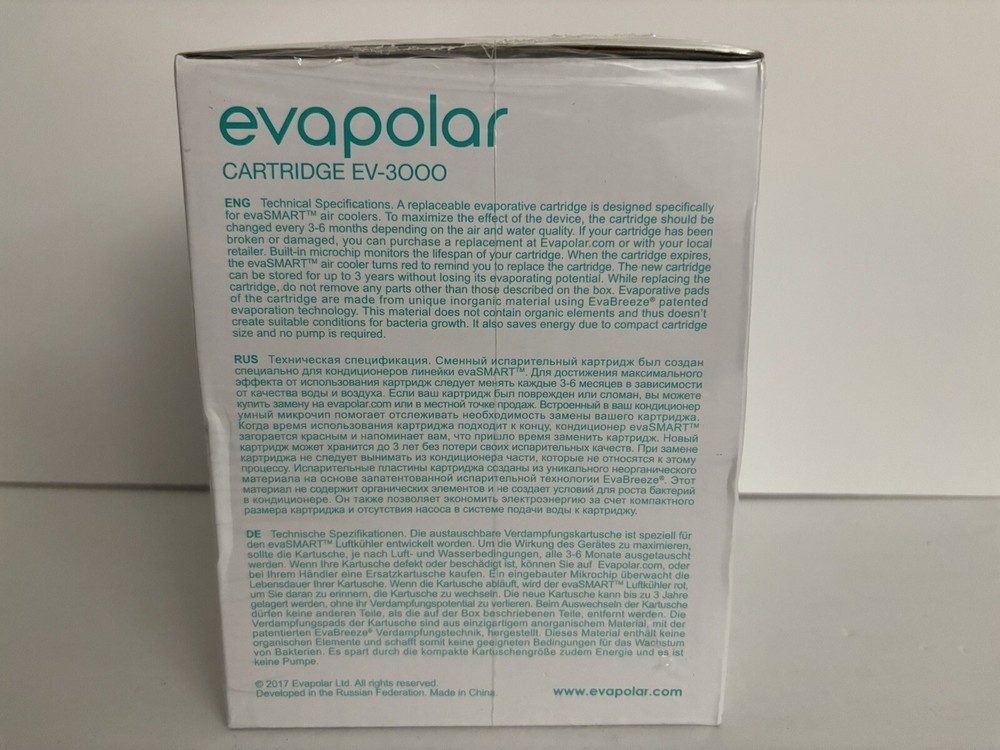 evapolar
CARTRIDGE EV-3000
ENG Technical Specifications. A replaceable evaporative cartridge is designed specifically
for evaSMART™ air coolers. To maximize the effect of the device, the cartridge should be
changed every 3-6 months depending on the air and water quality. If your cartridge has been
broken or damaged, you can purchase a replacement at Evapolar.com or with your local
retailer. Built-in microchip monitors the lifespan of your cartridge. When the cartridge expires,
the evaSMART™ air cooler turns red to remind you to replace the cartridge. The new cartridge
can be stored for up to 3 years without losing its evaporating potential. While replacing the
cartridge, do not remove any parts other than those described on the box. Evaporative pads
of the cartridge are made from unique inorganic material using EvaBreeze® patented
evaporation technology. This material does not contain organic elements and thus doesn't
create suitable conditions for bacteria growth. It also saves energy due to compact cartridge
size and no pump is required.
RUS Техническая спецификация. Сменный испарительный картридж был создан
специально для кондиционеров линейки evaSMART™. Для достижения максимального
эффекта от использования картридж следует менять каждые 3-6 месяцев в зависимости
от качества воды и воздуха. Если ваш картридж был поврежден или сломан, вы можете
купить замену на evapolar.com или в местной точке продаж. Встроенный в ваш кондиционер
умный микрочип помогает отслеживать необходимость замены вашего картриджа.
Когда время использования картриджа подходит к концу, кондиционер evaSMART™
загорается красным и напоминает вам, что пришло время заменить картридж. Новый
картридж может хранится до 3 лет без потери своих испарительных качеств. При замене
картриджа не следует вынимать из кондиционера части, которые не относятся к этому
процессу. Испарительные пластины картриджа созданы из уникального неорганического
материала на основе запатентованной испарительной технологии EvaBreeze®. Этот
материал не содержит органических элементов и не создает условий для роста бактерий
в кондиционере. Он также позволяет экономить электроэнергию за счет компактного
размера картриджа и отсутствия насоса в системе подачи воды к картриджу.
DE Technische Spezifikationen. Die austauschbare Verdampfungskartusche ist speziell für
den evaSMART™ Luftkühler entwickelt worden. Um die Wirkung des Gerätes zu maximieren,
sollte die Kartusche, je nach Luft- und Wasserbedingungen, alle 3-6 Monate ausgetauscht
werden. Wenn Ihre Kartusche defekt oder beschädigt ist, können Sie auf Evapolar.com, oder
bei Ihrem Händler eine Ersatzkartusche kaufen. Ein eingebauter Mikrochip überwacht die
Lebensdauer Ihrer Kartusche. Wenn die Kartusche abläuft, wird der evaSMART™ Luftkühler rot,
um Sie daran zu erinnern, die Kartusche zu wechseln. Die neue Kartusche kann bis zu 3 Jahre
gelagert werden, ohne ihr Verdampfungspotential zu verlieren. Beim Auswechseln der Kartusche
dürfen keine anderen Teile, als die auf der Box beschriebenen Teile, entfernt werden. Die
Verdampfungspads der Kartusche sind aus einzigartigem anorganischem Material, mit der
patentierten EvaBreeze® Verdampfungstechnik, hergestellt. Dieses Material enthält keine
organischen Elemente und schafft somit keine geeigneten Bedingungen für das Wachstum
von Bakterien. Es spart durch die kompakte Kartuschengröße zudem Energie und es ist
keine Pumpe.
© 2017 Evapolar Ltd. All rights reserved.
Developed in the Russian Federation. Made in China.
www.evapolar.com